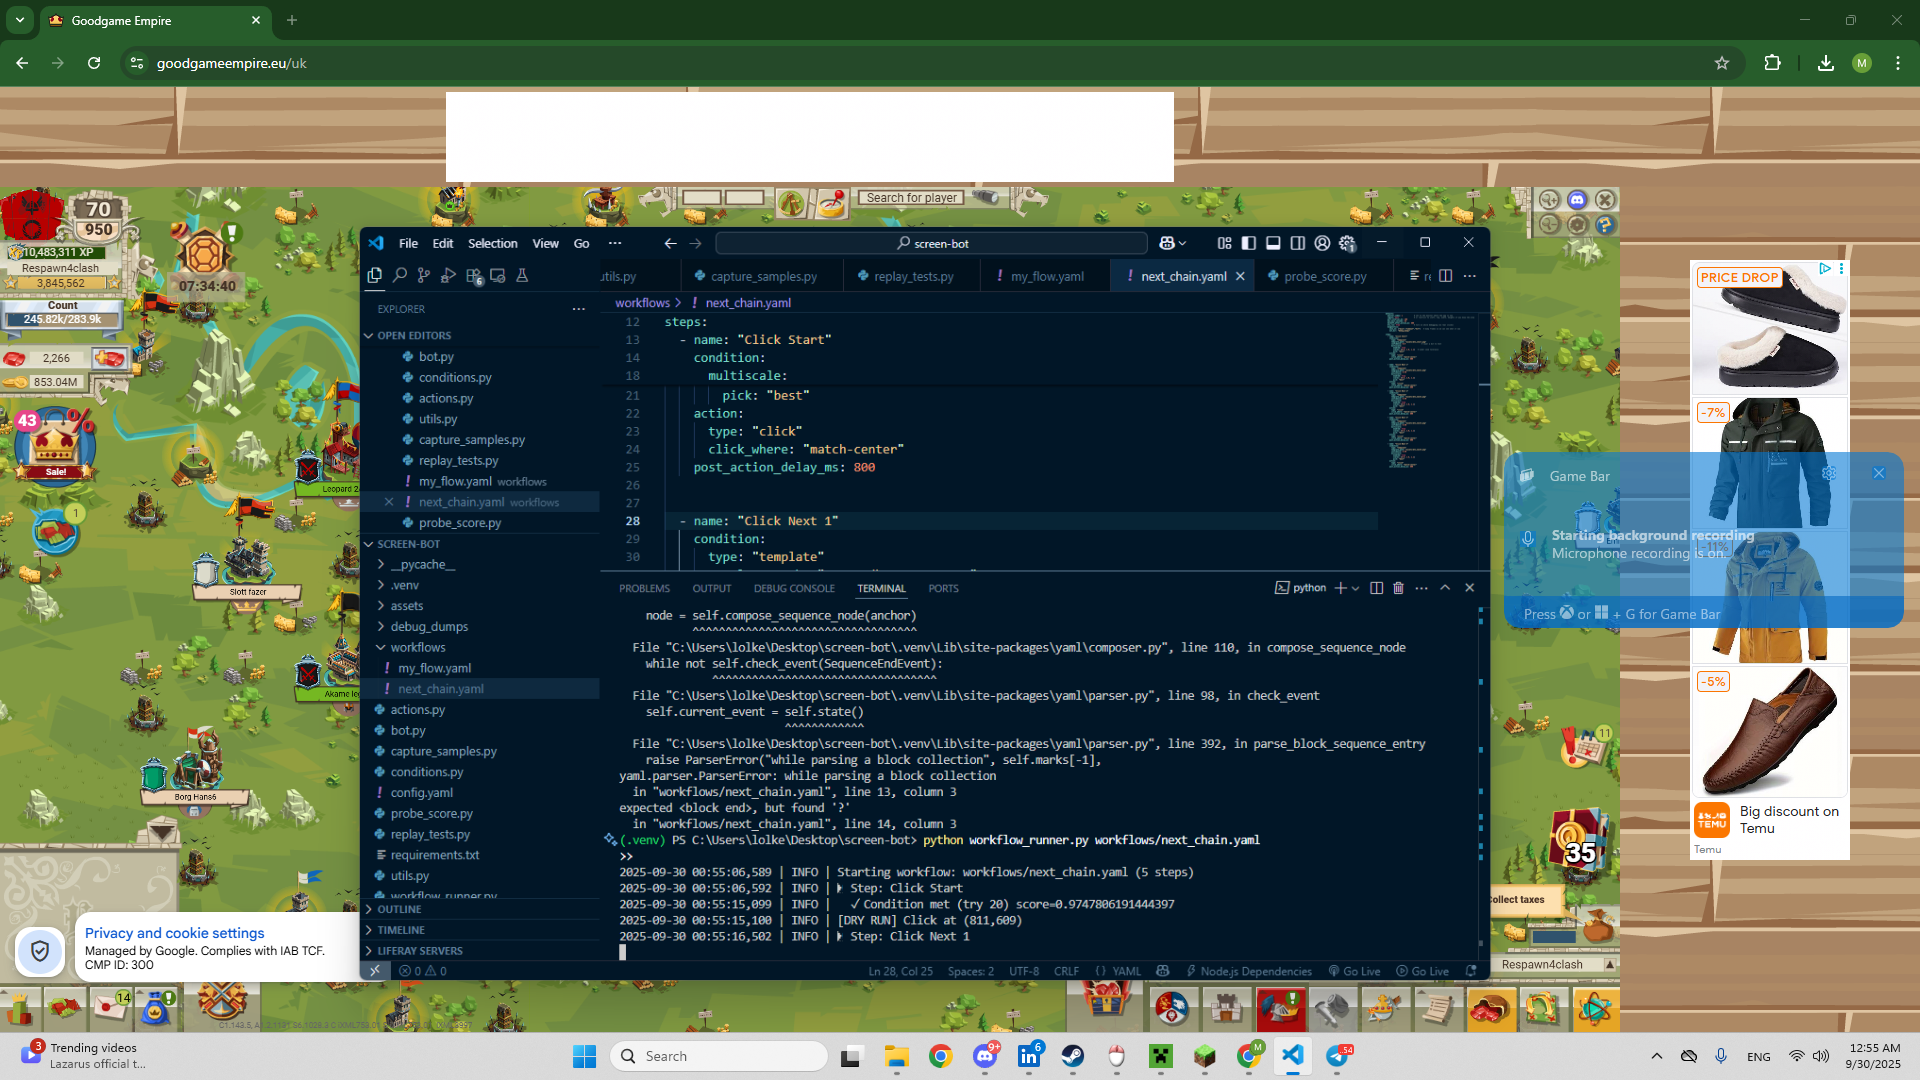 Goodgame Empire
goodgameempire.eu/uk
M
70
950
10,483,311 XP
Respawn4clash
3,845,562
Count
245.82k/283.9k
2,266
853.04M
07:34:40
43
Sale!
1
Slott fazer
Borg Hans6
Search for player
File
Edit
Selection
View
Go
screen-bot
utils.py
capture_samples.py
replay_tests.py
my_flow.yaml
next_chain.yaml
probe_score.py
workflows > next_chain.yaml
EXPLORER
OPEN EDITORS
bot.py
conditions.py
actions.py
utils.py
capture_samples.py
replay_tests.py
my_flow.yaml workflows
next_chain.yaml workflows
probe_score.py
SCREEN-BOT
__pycache__
.venv
assets
debug_dumps
workflows
my_flow.yaml
next_chain.yaml
actions.py
bot.py
capture_samples.py
conditions.py
config.yaml
probe_score.py
replay_tests.py
requirements.txt
utils.py
workflow_runner.py
OUTLINE
TIMELINE
LIFERAY SERVERS
12 steps:
13 - name: "Click Start"
14 condition:
18 multiscale:
21 pick: "best"
22 action:
23 type: "click"
24 click_where: "match-center"
25 post_action_delay_ms: 800
26
27
28 - name: "Click Next 1"
29 condition:
30 type: "template"
PROBLEMS OUTPUT DEBUG CONSOLE TERMINAL PORTS
python
node = self.compose_sequence_node(anchor)
^^^^^^^^^^^^^^^^^^^^^^^^^^^^^^^^^^
File "C:\Users\lolke\Desktop\screen-bot\.venv\Lib\site-packages\yaml\composer.py", line 110, in compose_sequence_node
while not self.check_event(SequenceEndEvent):
^^^^^^^^^^^^^^^^^^^^^^^^^^^^^^^^^^
File "C:\Users\lolke\Desktop\screen-bot\.venv\Lib\site-packages\yaml\parser.py", line 98, in check_event
self.current_event = self.state()
^^^^^^^^^^^^
File "C:\Users\lolke\Desktop\screen-bot\.venv\Lib\site-packages\yaml\parser.py", line 392, in parse_block_sequence_entry
raise ParserError("while parsing a block collection", self.marks[-1],
yaml.parser.ParserError: while parsing a block collection
in "workflows/next_chain.yaml", line 13, column 3
expected <block end>, but found '?'
in "workflows/next_chain.yaml", line 14, column 3
(.venv) PS C:\Users\lolke\Desktop\screen-bot> python workflow_runner.py workflows/next_chain.yaml
>>
2025-09-30 00:55:06,589 | INFO | Starting workflow: workflows/next_chain.yaml (5 steps)
2025-09-30 00:55:06,592 | INFO | Step: Click Start
2025-09-30 00:55:15,099 | INFO | ✓ Condition met (try 20) score=0.9747806191444397
2025-09-30 00:55:15,100 | INFO | [DRY RUN] Click at (811,609)
2025-09-30 00:55:16,502 | INFO | Step: Click Next 1
0 0
Ln 28, Col 25
Spaces: 2
UTF-8
CRLF
YAML
Node.js Dependencies
Go Live
Go Live
PRICE DROP
-7%
-11%
-5%
Big discount on
Temu
TEMU
Temu
Game Bar
Starting background recording
Microphone recording is on.
Press or + G for Game Bar
11
35
Collect taxes
Respawn4clash
Privacy and cookie settings
Managed by Google. Complies with IAB TCF.
CMP ID: 300
14
3
Trending videos
Lazarus official t...
Search
9+
6
M
54
ENG
12:55 AM
9/30/2025